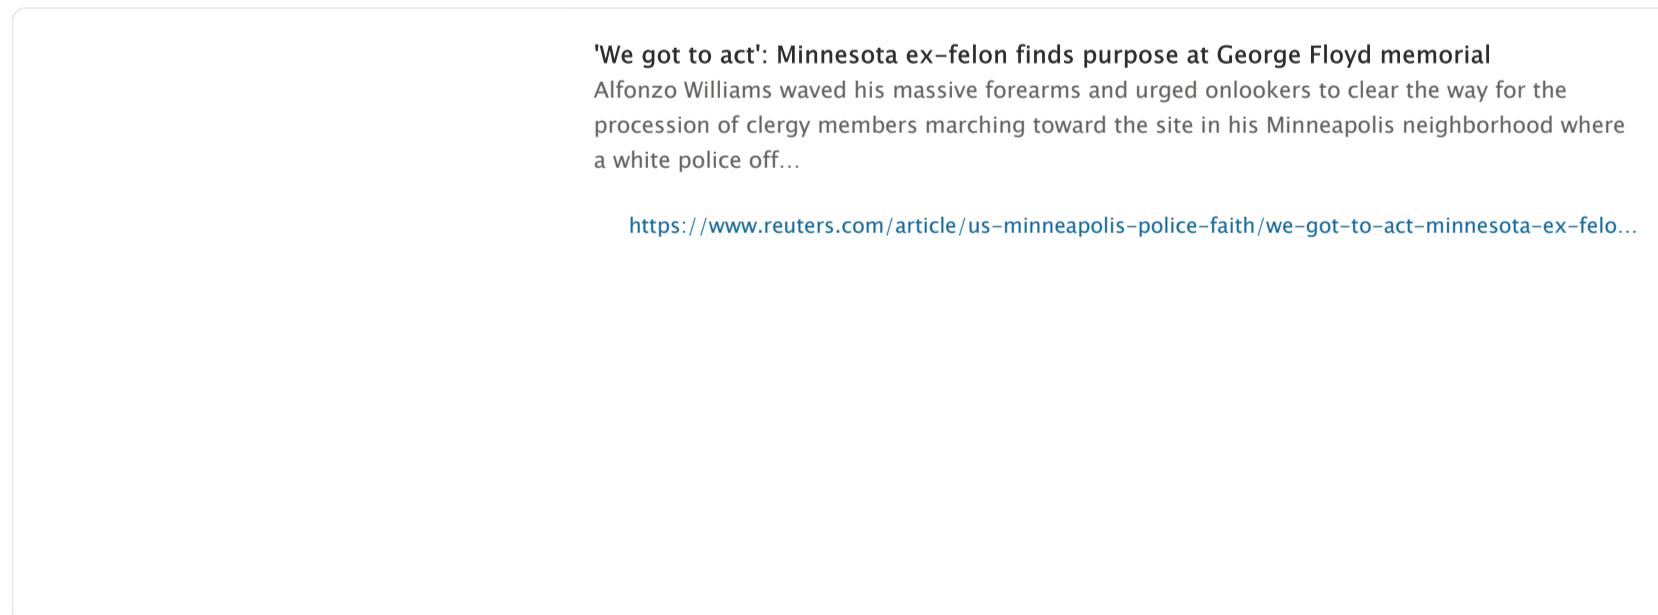 'We got to act': Minnesota ex-felon finds purpose at George Floyd memorial
Alfonzo Williams waved his massive forearms and urged onlookers to clear the way for the
procession of clergy members marching toward the site in his Minneapolis neighborhood where
a white police off...
https://www.reuters.com/article/us-minneapolis-police-faith/we-got-to-act-minnesota-ex-felo...